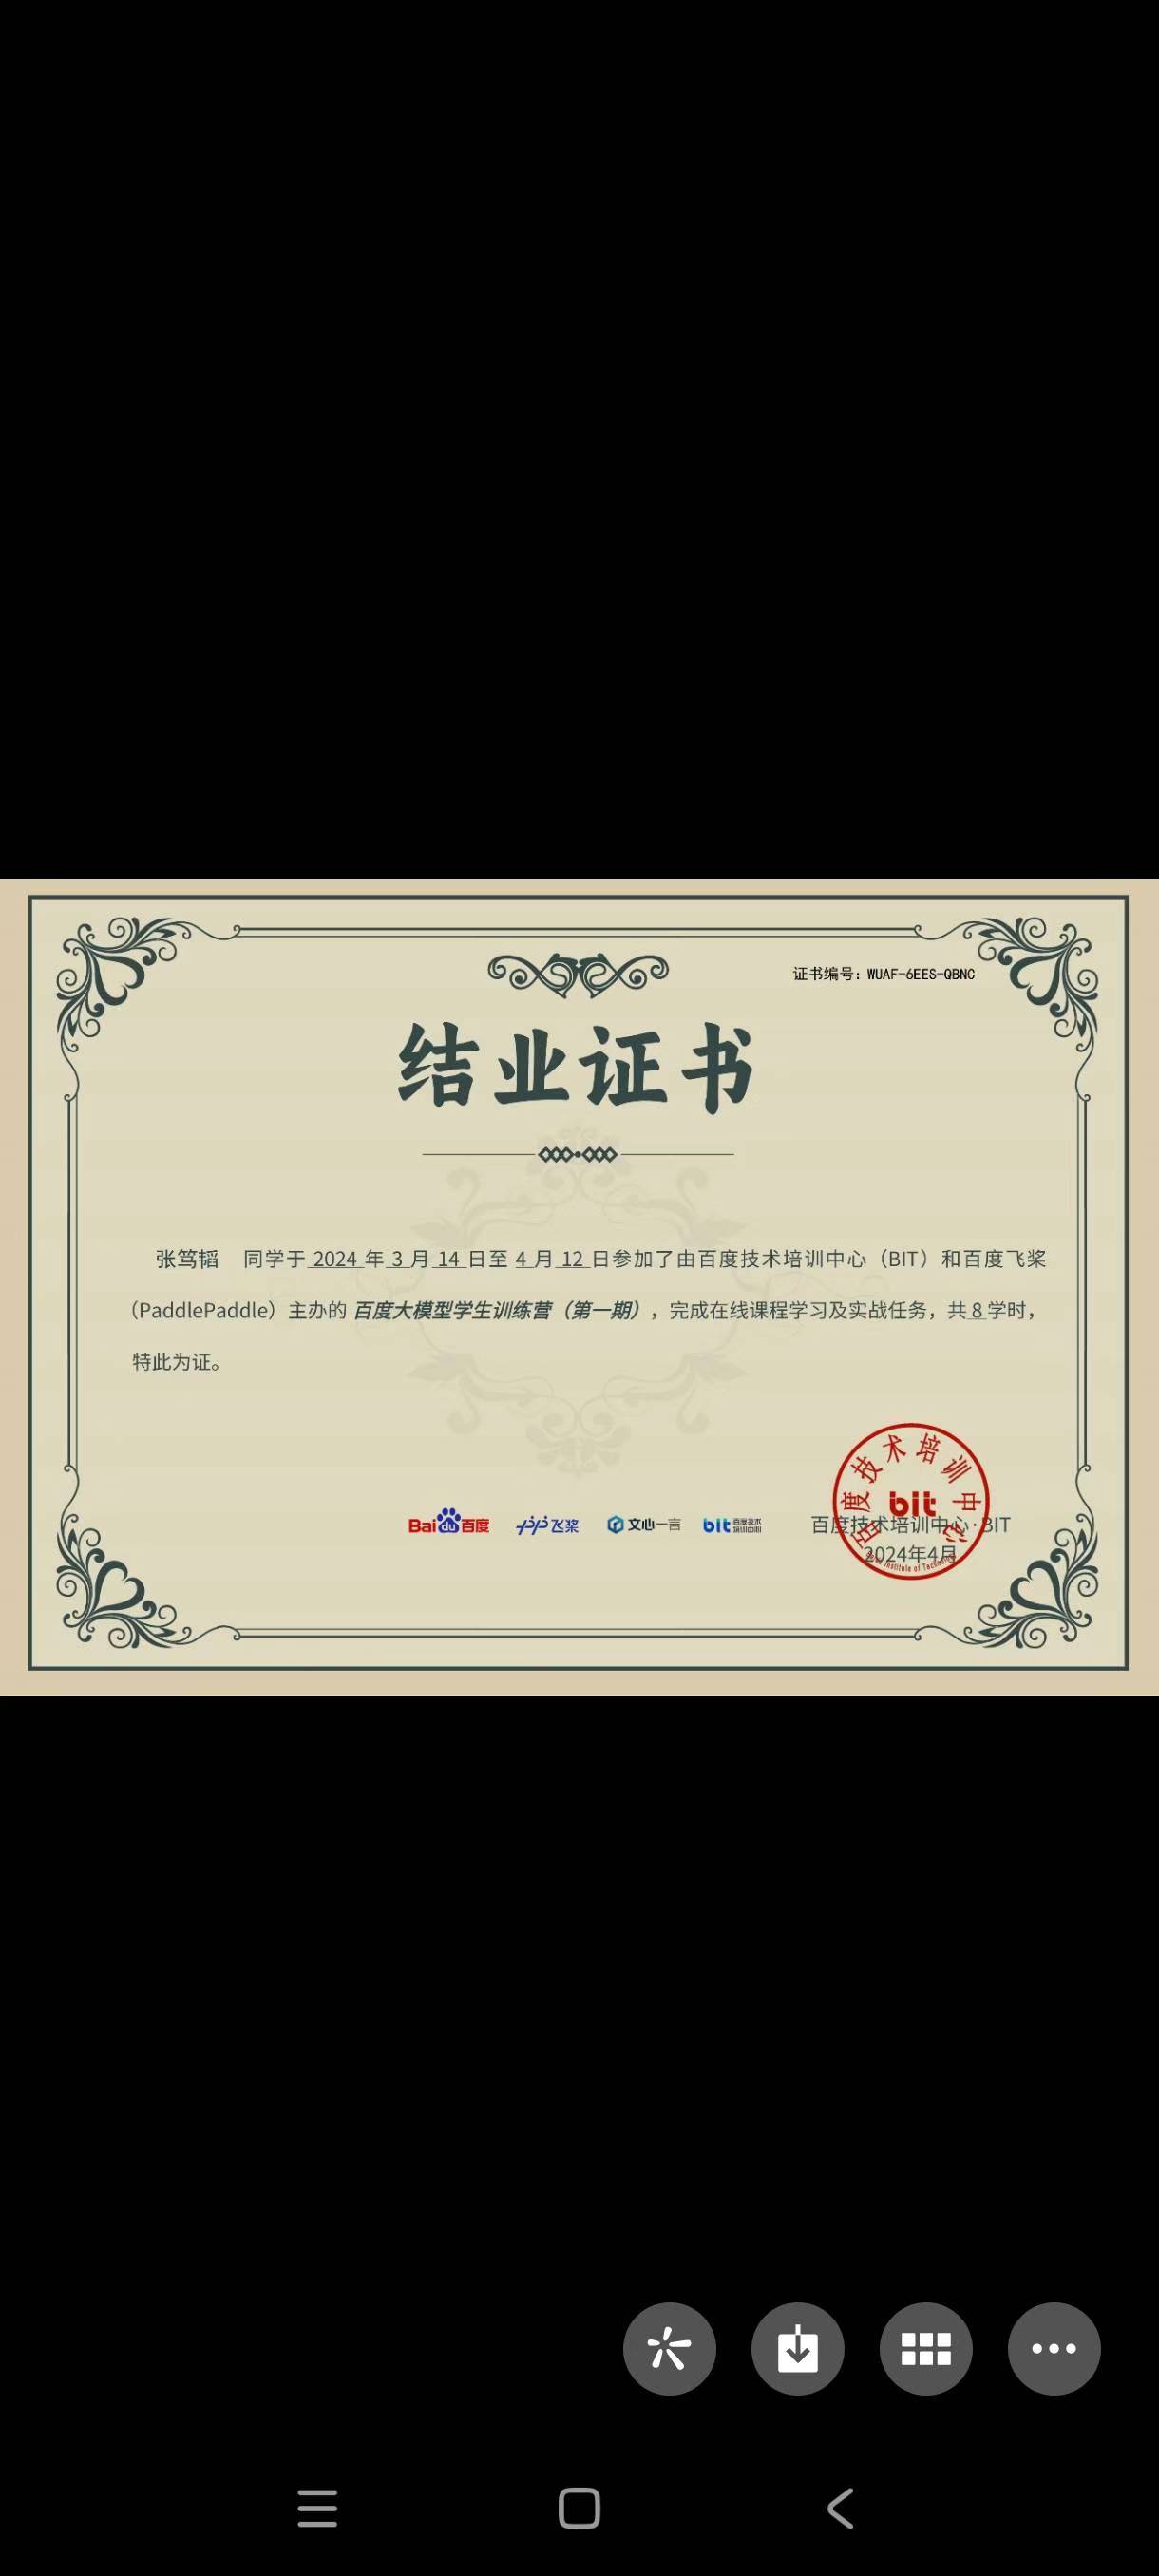 证书编号：WUAF-6EES-QBNC
结业证书
张笃韬 同学于 2024 年 3 月 14 日至 4 月 12 日参加了由百度技术培训中心（BIT）和百度飞桨
（PaddlePaddle）主办的 百度大模型学生训练营（第一期），完成在线课程学习及实战任务，共 8 学时，
特此为证。
Bai du 百度 飞桨 文心一言 bit 百度技术培训中心
百度技术培训中心
bit
百度技术培训中心·BIT
2024年4月
Institute of Technology